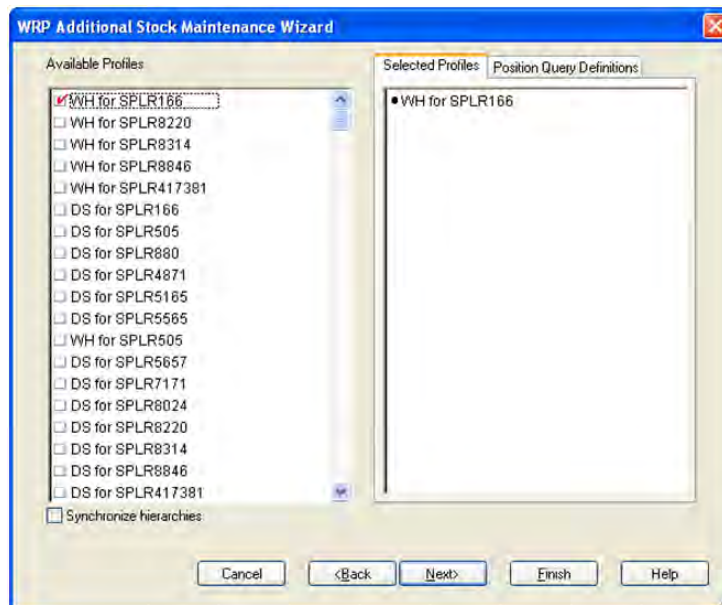 WRP Additional Stock Maintenance Wizard
Available Profiles
WH for SPLR166
WH for SPLR8220
WH for SPLR8314
WH for SPLR8846
WH for SPLR417381
DS for SPLR166
DS for SPLR505
DS for SPLR880
DS for SPLR4871
DS for SPLR5165
DS for SPLR5565
WH for SPLR505
DS for SPLR5657
DS for SPLR7171
DS for SPLR8024
DS for SPLR8220
DS for SPLR8314
DS for SPLR8846
DS for SPLR417381
Synchronize hierarchies
Selected Profiles
Position Query Definitions
WH for SPLR166
Cancel
<Back
Next>
Finish
Help